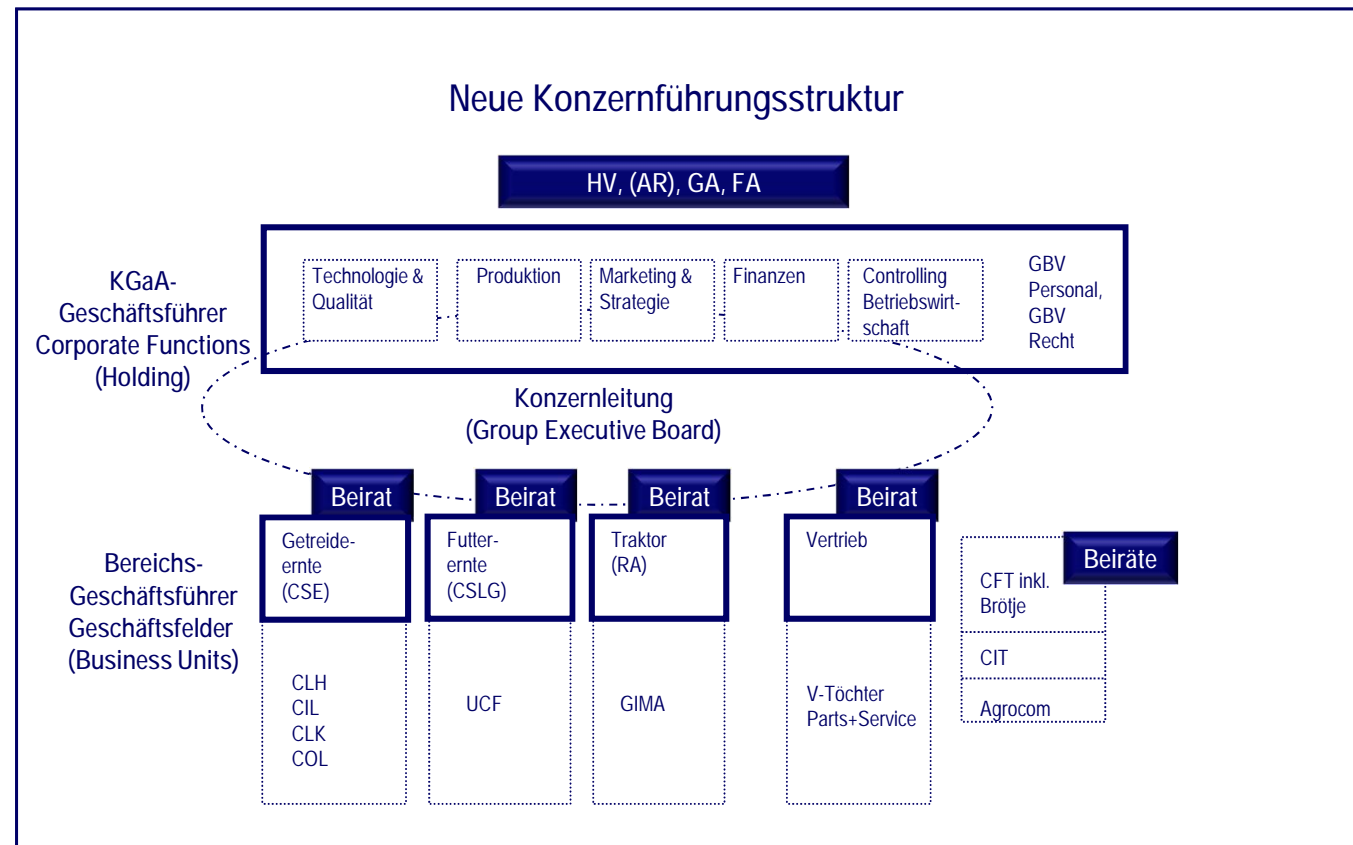 Neue Konzernführungsstruktur
HV, (AR), GA, FA
KGaA-
Geschäftsführer
Corporate Functions
(Holding)
Technologie &
Qualität
Produktion
Marketing &
Strategie
Finanzen
Controlling
Betriebswirt-
schaft
GBV
Personal,
GBV
Recht
Konzernleitung
(Group Executive Board)
Bereichs-
Geschäftsführer
Geschäftsfelder
(Business Units)
Beirat
Getreide-
ernte
(CSE)
CLH
CIL
CLK
COL
Beirat
Futter-
ernte
(CSLG)
UCF
Beirat
Traktor
(RA)
GIMA
Beirat
Vertrieb
V-Töchter
Parts+Service
Beiräte
CFT inkl.
Brötje
CIT
Agrocom